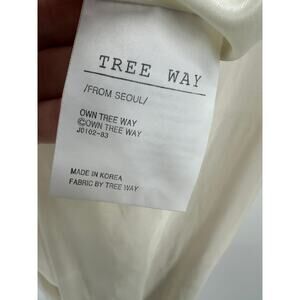 TREE WAY
/FROM SEOUL/
OWN TREE WAY
©OWN TREE WAY
J0102-83
MADE IN KOREA
FABRIC BY TREE WAY